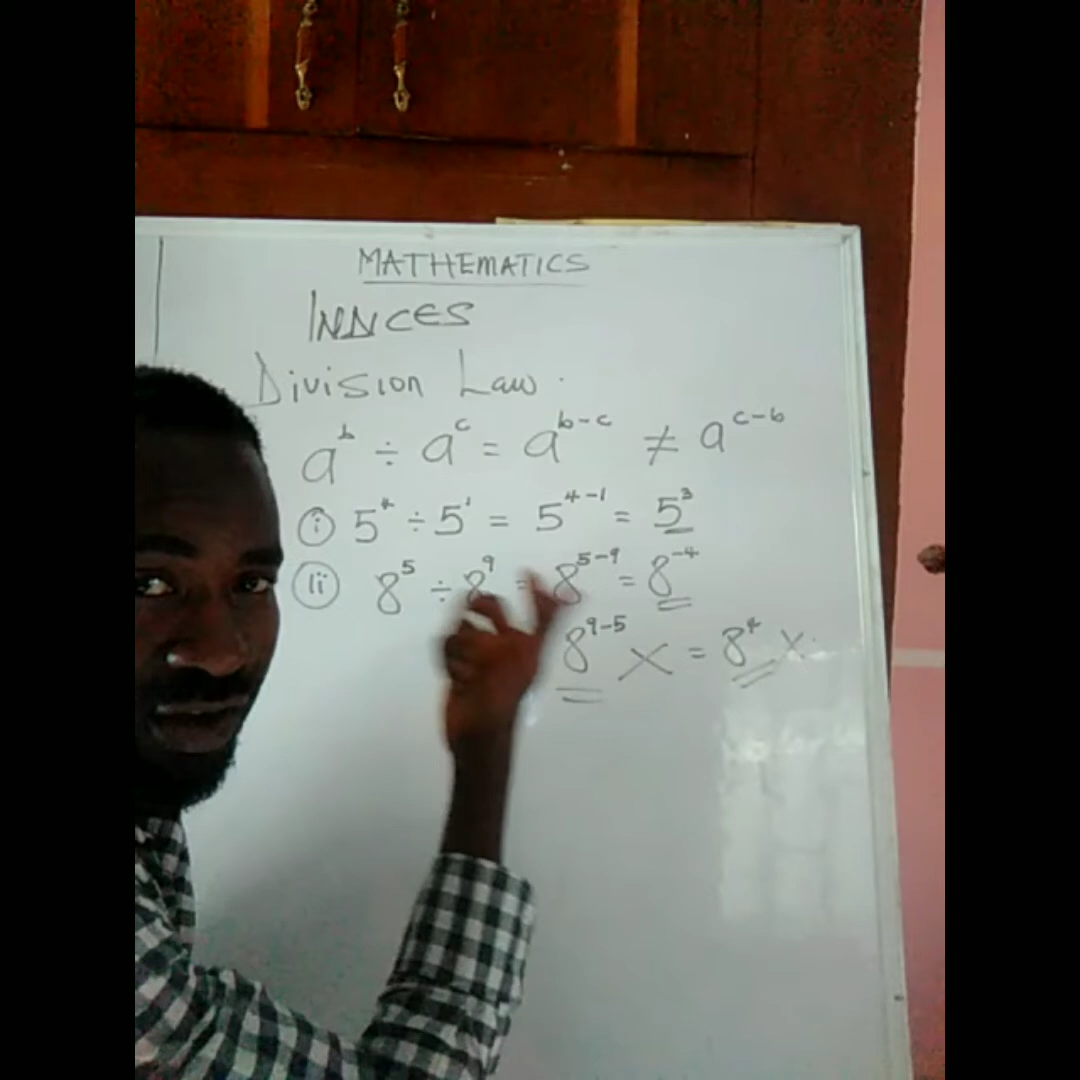 MATHEMATICS
INDICES
Division Law.
a^b ÷ a^c = a^{b-c} ≠ a^{c-b}
(i) 5^4 ÷ 5^1 = 5^{4-1} = 5^3
(ii) 8^5 ÷ 8^9 = 8^{5-9} = 8^{-4}
8^{9-5} X = 8^4 X.